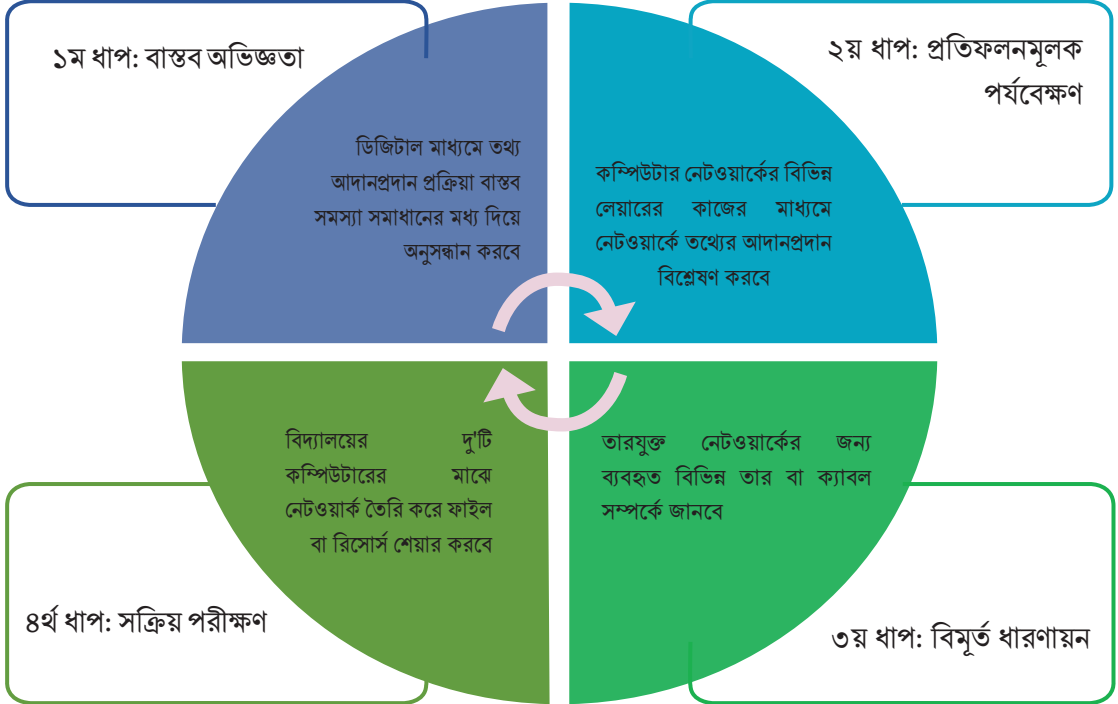 ১ম ধাপ: বাস্তব অভিজ্ঞতা
ডিজিটাল মাধ্যমে তথ্য
আদানপ্রদান প্রক্রিয়া বাস্তব
সমস্যা সমাধানের মধ্য দিয়ে
অনুসন্ধান করবে
২য় ধাপ: প্রতিফলনমূলক
পর্যবেক্ষণ
কম্পিউটার নেটওয়ার্কের বিভিন্ন
লেয়ারের কাজের মাধ্যমে
নেটওয়ার্কে তথ্যের আদানপ্রদান
বিশ্লেষণ করবে
তারযুক্ত নেটওয়ার্কের জন্য
ব্যবহৃত বিভিন্ন তার বা ক্যাবল
সম্পর্কে জানবে
৩য় ধাপ: বিমূর্ত ধারণায়ন
বিদ্যালয়ের দু'টি
কম্পিউটারের মাঝে
নেটওয়ার্ক তৈরি করে ফাইল
বা রিসোর্স শেয়ার করবে
৪র্থ ধাপ: সক্রিয় পরীক্ষণ